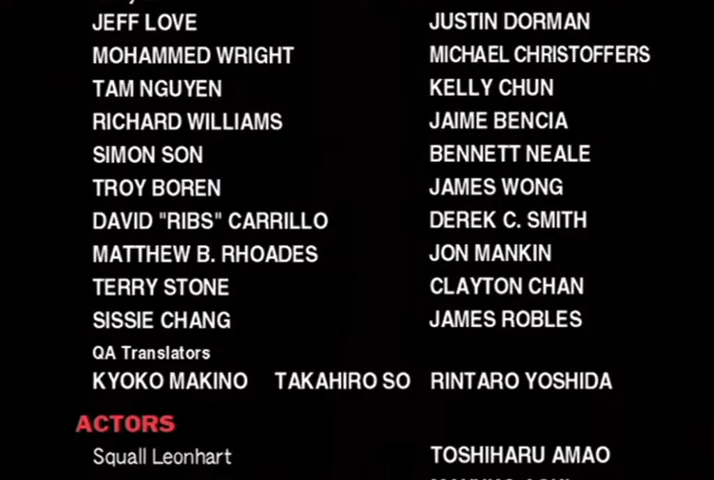 JEFF LOVE JUSTIN DORMAN
MOHAMMED WRIGHT MICHAEL CHRISTOFFERS
TAM NGUYEN KELLY CHUN
RICHARD WILLIAMS JAIME BENCIA
SIMON SON BENNETT NEALE
TROY BOREN JAMES WONG
DAVID "RIBS" CARRILLO DEREK C. SMITH
MATTHEW B. RHOADES JON MANKIN
TERRY STONE CLAYTON CHAN
SISSIE CHANG JAMES ROBLES
QA Translators
KYOKO MAKINO TAKAHIRO SO RINTARO YOSHIDA
ACTORS
Squall Leonhart TOSHIHARU AMAO